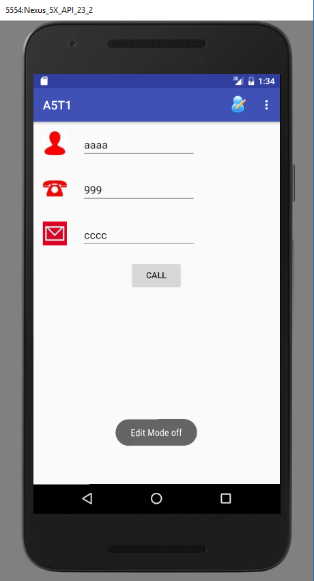 5554:Nexus_5X_API_23_2
1:34
A5T1
aaaa
999
cccc
CALL
Edit Mode off